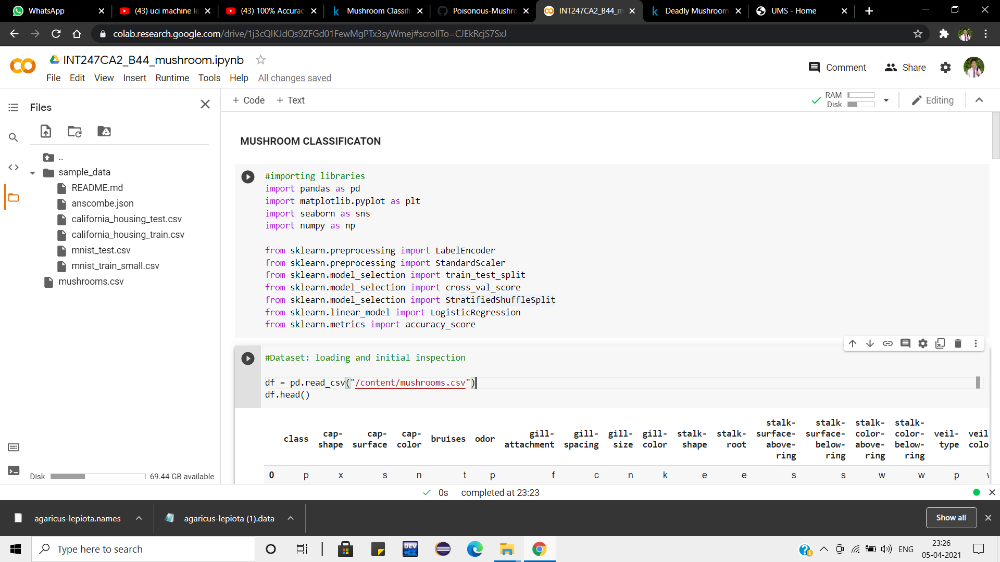 WhatsApp
(43) uci machine le
(43) 100% Accurac
Mushroom Classifi
Poisonous-Mushro
INT247CA2_B44_m
Deadly Mushroom
UMS - Home
colab.research.google.com/drive/1j3cQIKJdQs9ZFGd01FewMgPTx3syWmej#scrollTo=CJEkRcjS7SxJ
INT247CA2_B44_mushroom.ipynb
File Edit View Insert Runtime Tools Help All changes saved
Comment
Share
Files
+ Code + Text
RAM
Disk
Editing
..
sample_data
README.md
anscombe.json
california_housing_test.csv
california_housing_train.csv
mnist_test.csv
mnist_train_small.csv
mushrooms.csv
Disk 69.44 GB available
MUSHROOM CLASSIFICATON
#importing libraries
import pandas as pd
import matplotlib.pyplot as plt
import seaborn as sns
import numpy as np
from sklearn.preprocessing import LabelEncoder
from sklearn.preprocessing import StandardScaler
from sklearn.model_selection import train_test_split
from sklearn.model_selection import cross_val_score
from sklearn.model_selection import StratifiedShuffleSplit
from sklearn.linear_model import LogisticRegression
from sklearn.metrics import accuracy_score
#Dataset: loading and initial inspection
df = pd.read_csv("/content/mushrooms.csv")
df.head()
class cap-shape cap-surface cap-color bruises odor gill-attachment gill-spacing gill-size gill-color stalk-shape stalk-root stalk-surface-above-ring stalk-surface-below-ring stalk-color-above-ring stalk-color-below-ring veil-type veil colo
0 p x s n t p f c n k e e s s w w p
0s completed at 23:23
agaricus-lepiota.names
agaricus-lepiota (1).data
Show all
Type here to search
DEV C++
ENG
23:26
05-04-2021